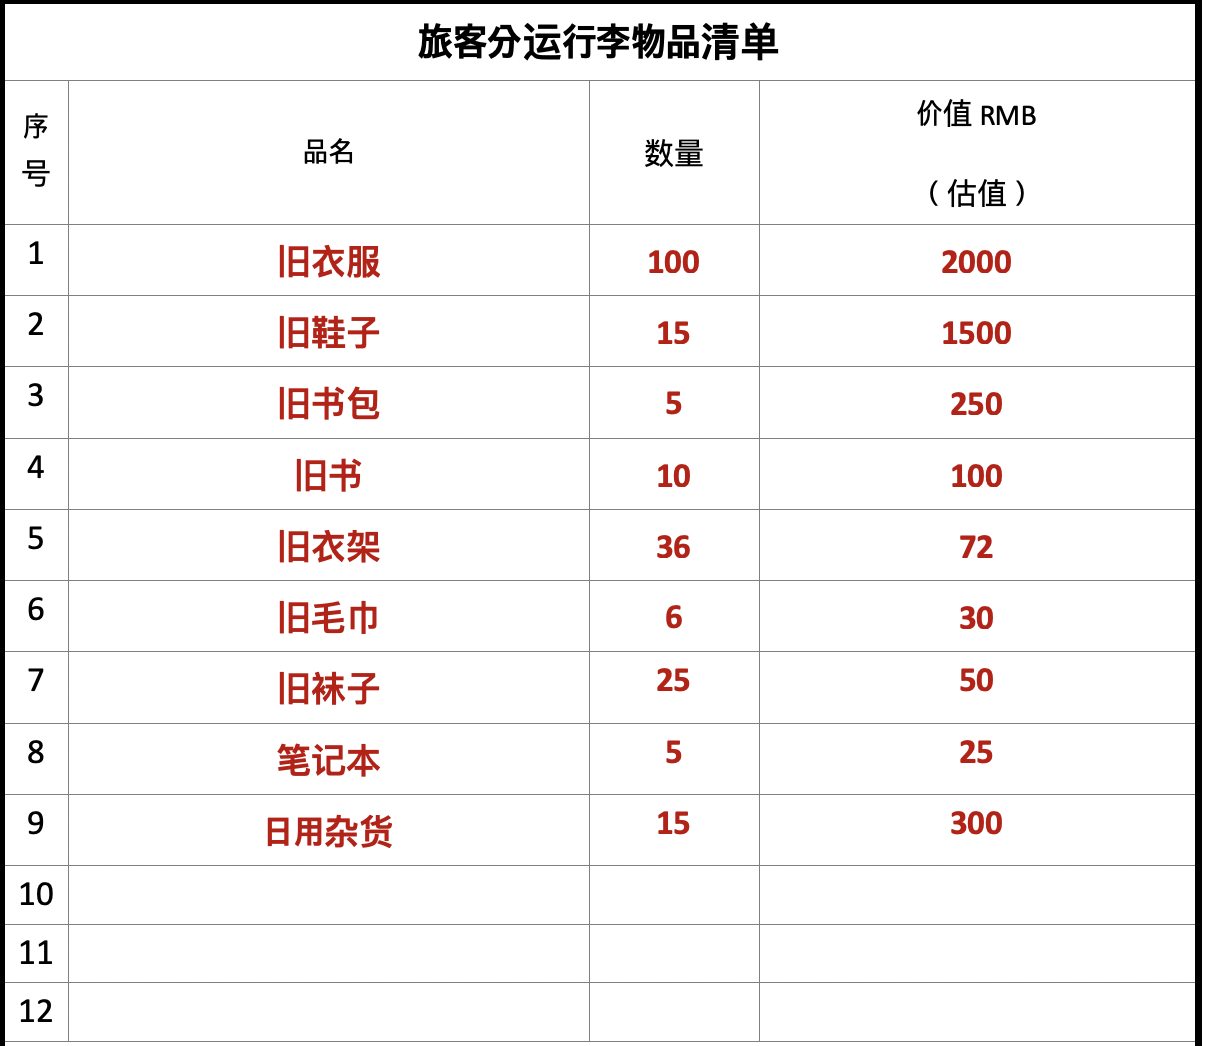 旅客分运行李物品清单
序号 品名 数量 价值 RMB（估值）
1 旧衣服 100 2000
2 旧鞋子 15 1500
3 旧书包 5 250
4 旧书 10 100
5 旧衣架 36 72
6 旧毛巾 6 30
7 旧袜子 25 50
8 笔记本 5 25
9 日用杂货 15 300
10
11
12